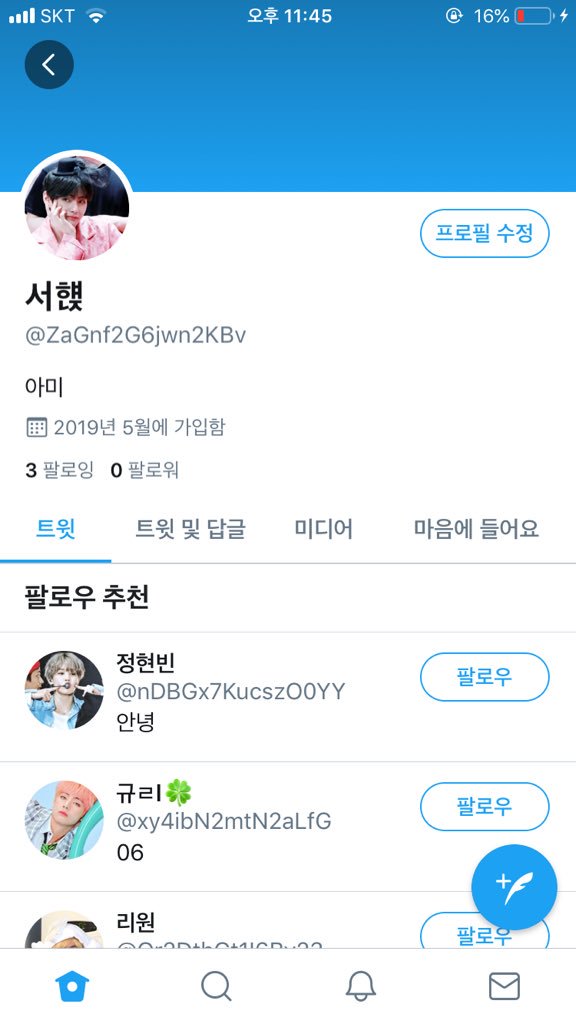 SKT 오후 11:45 16%
서햱
프로필 수정
@ZaGnf2G6jwn2KBv
아미
2019년 5월에 가입함
3 팔로잉 0 팔로워
트윗 트윗 및 답글 미디어 마음에 들어요
팔로우 추천
정현빈
@nDBGx7KucszO0YY
안녕
팔로우
규ㄹl🍀
@xy4ibN2mtN2aLfG
06
팔로우
리원
팔로우